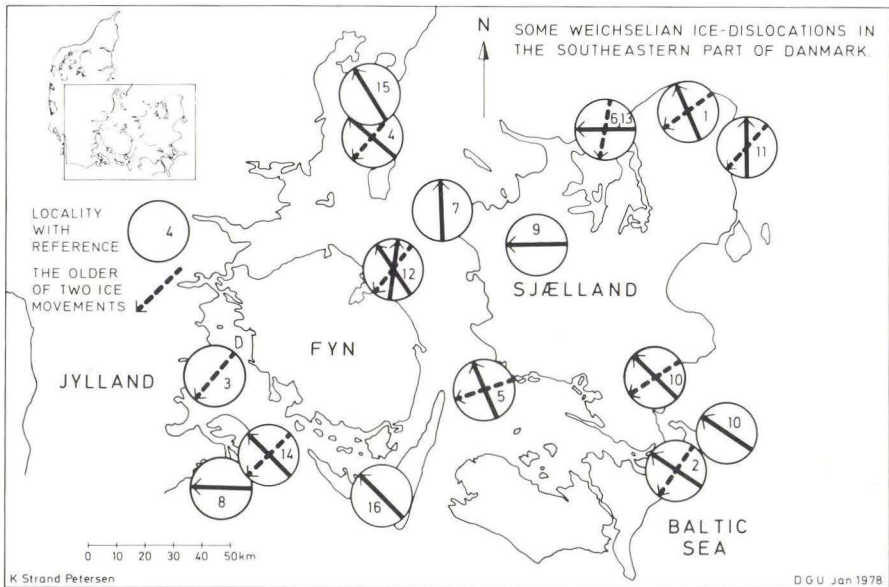 N
SOME WEICHSELIAN ICE-DISLOCATIONS IN
THE SOUTHEASTERN PART OF DANMARK.
15
4
6,13
1
11
7
9
LOCALITY
WITH
REFERENCE
4
THE OLDER
OF TWO ICE
MOVEMENTS
12
SJÆLLAND
FYN
JYLLAND
3
5
10
10
14
8
16
2
BALTIC
SEA
0 10 20 30 40 50km
K Strand Petersen
DGU Jan 1978